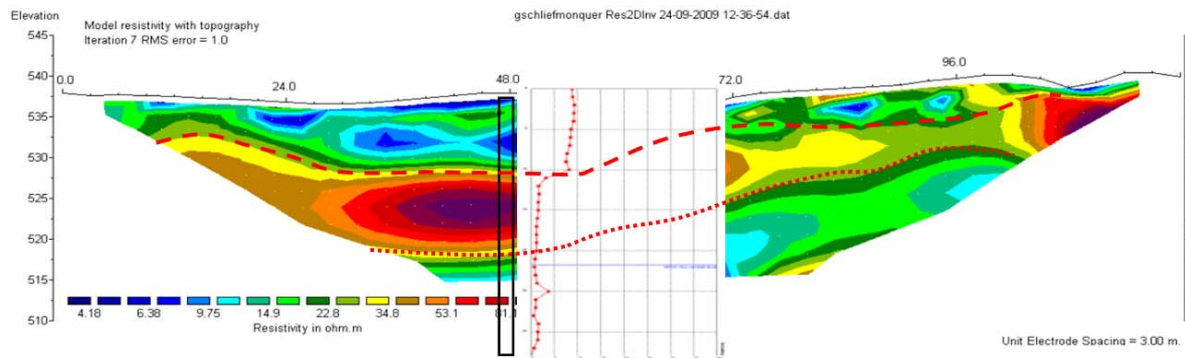 Elevation
gschliefmonquer Res2DInv 24-09-2009 12-36-54.dat
Model resistivity with topography
Iteration 7 RMS error = 1.0
545
540
535
530
525
520
515
510
0.0
24.0
48.0
72.0
96.0
4.18 6.38 9.75 14.9 22.8 34.8 53.1 81.1
Resistivity in ohm.m
Unit Electrode Spacing = 3.00 m.